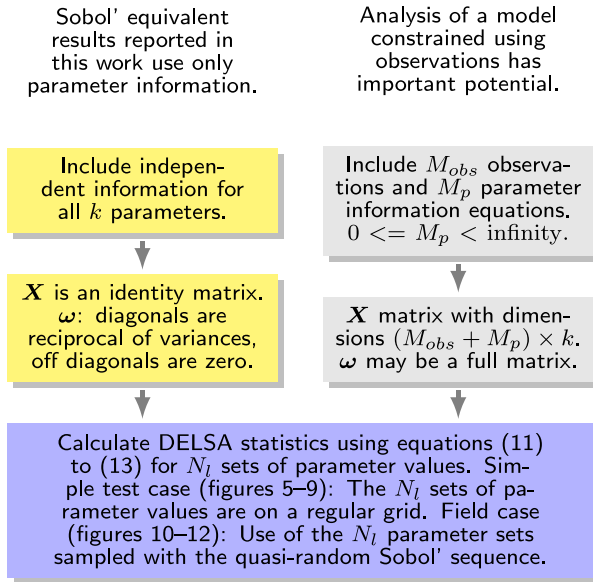 Sobol' equivalent
results reported in
this work use only
parameter information.
Analysis of a model
constrained using
observations has
important potential.
Include indepen-
dent information for
all k parameters.
Include M_obs observa-
tions and M_p parameter
information equations.
0 <= M_p < infinity.
X is an identity matrix.
ω: diagonals are
reciprocal of variances,
off diagonals are zero.
X matrix with dimen-
sions (M_obs + M_p) × k.
ω may be a full matrix.
Calculate DELSA statistics using equations (11)
to (13) for N_l sets of parameter values. Sim-
ple test case (figures 5–9): The N_l sets of pa-
rameter values are on a regular grid. Field case
(figures 10–12): Use of the N_l parameter sets
sampled with the quasi-random Sobol' sequence.